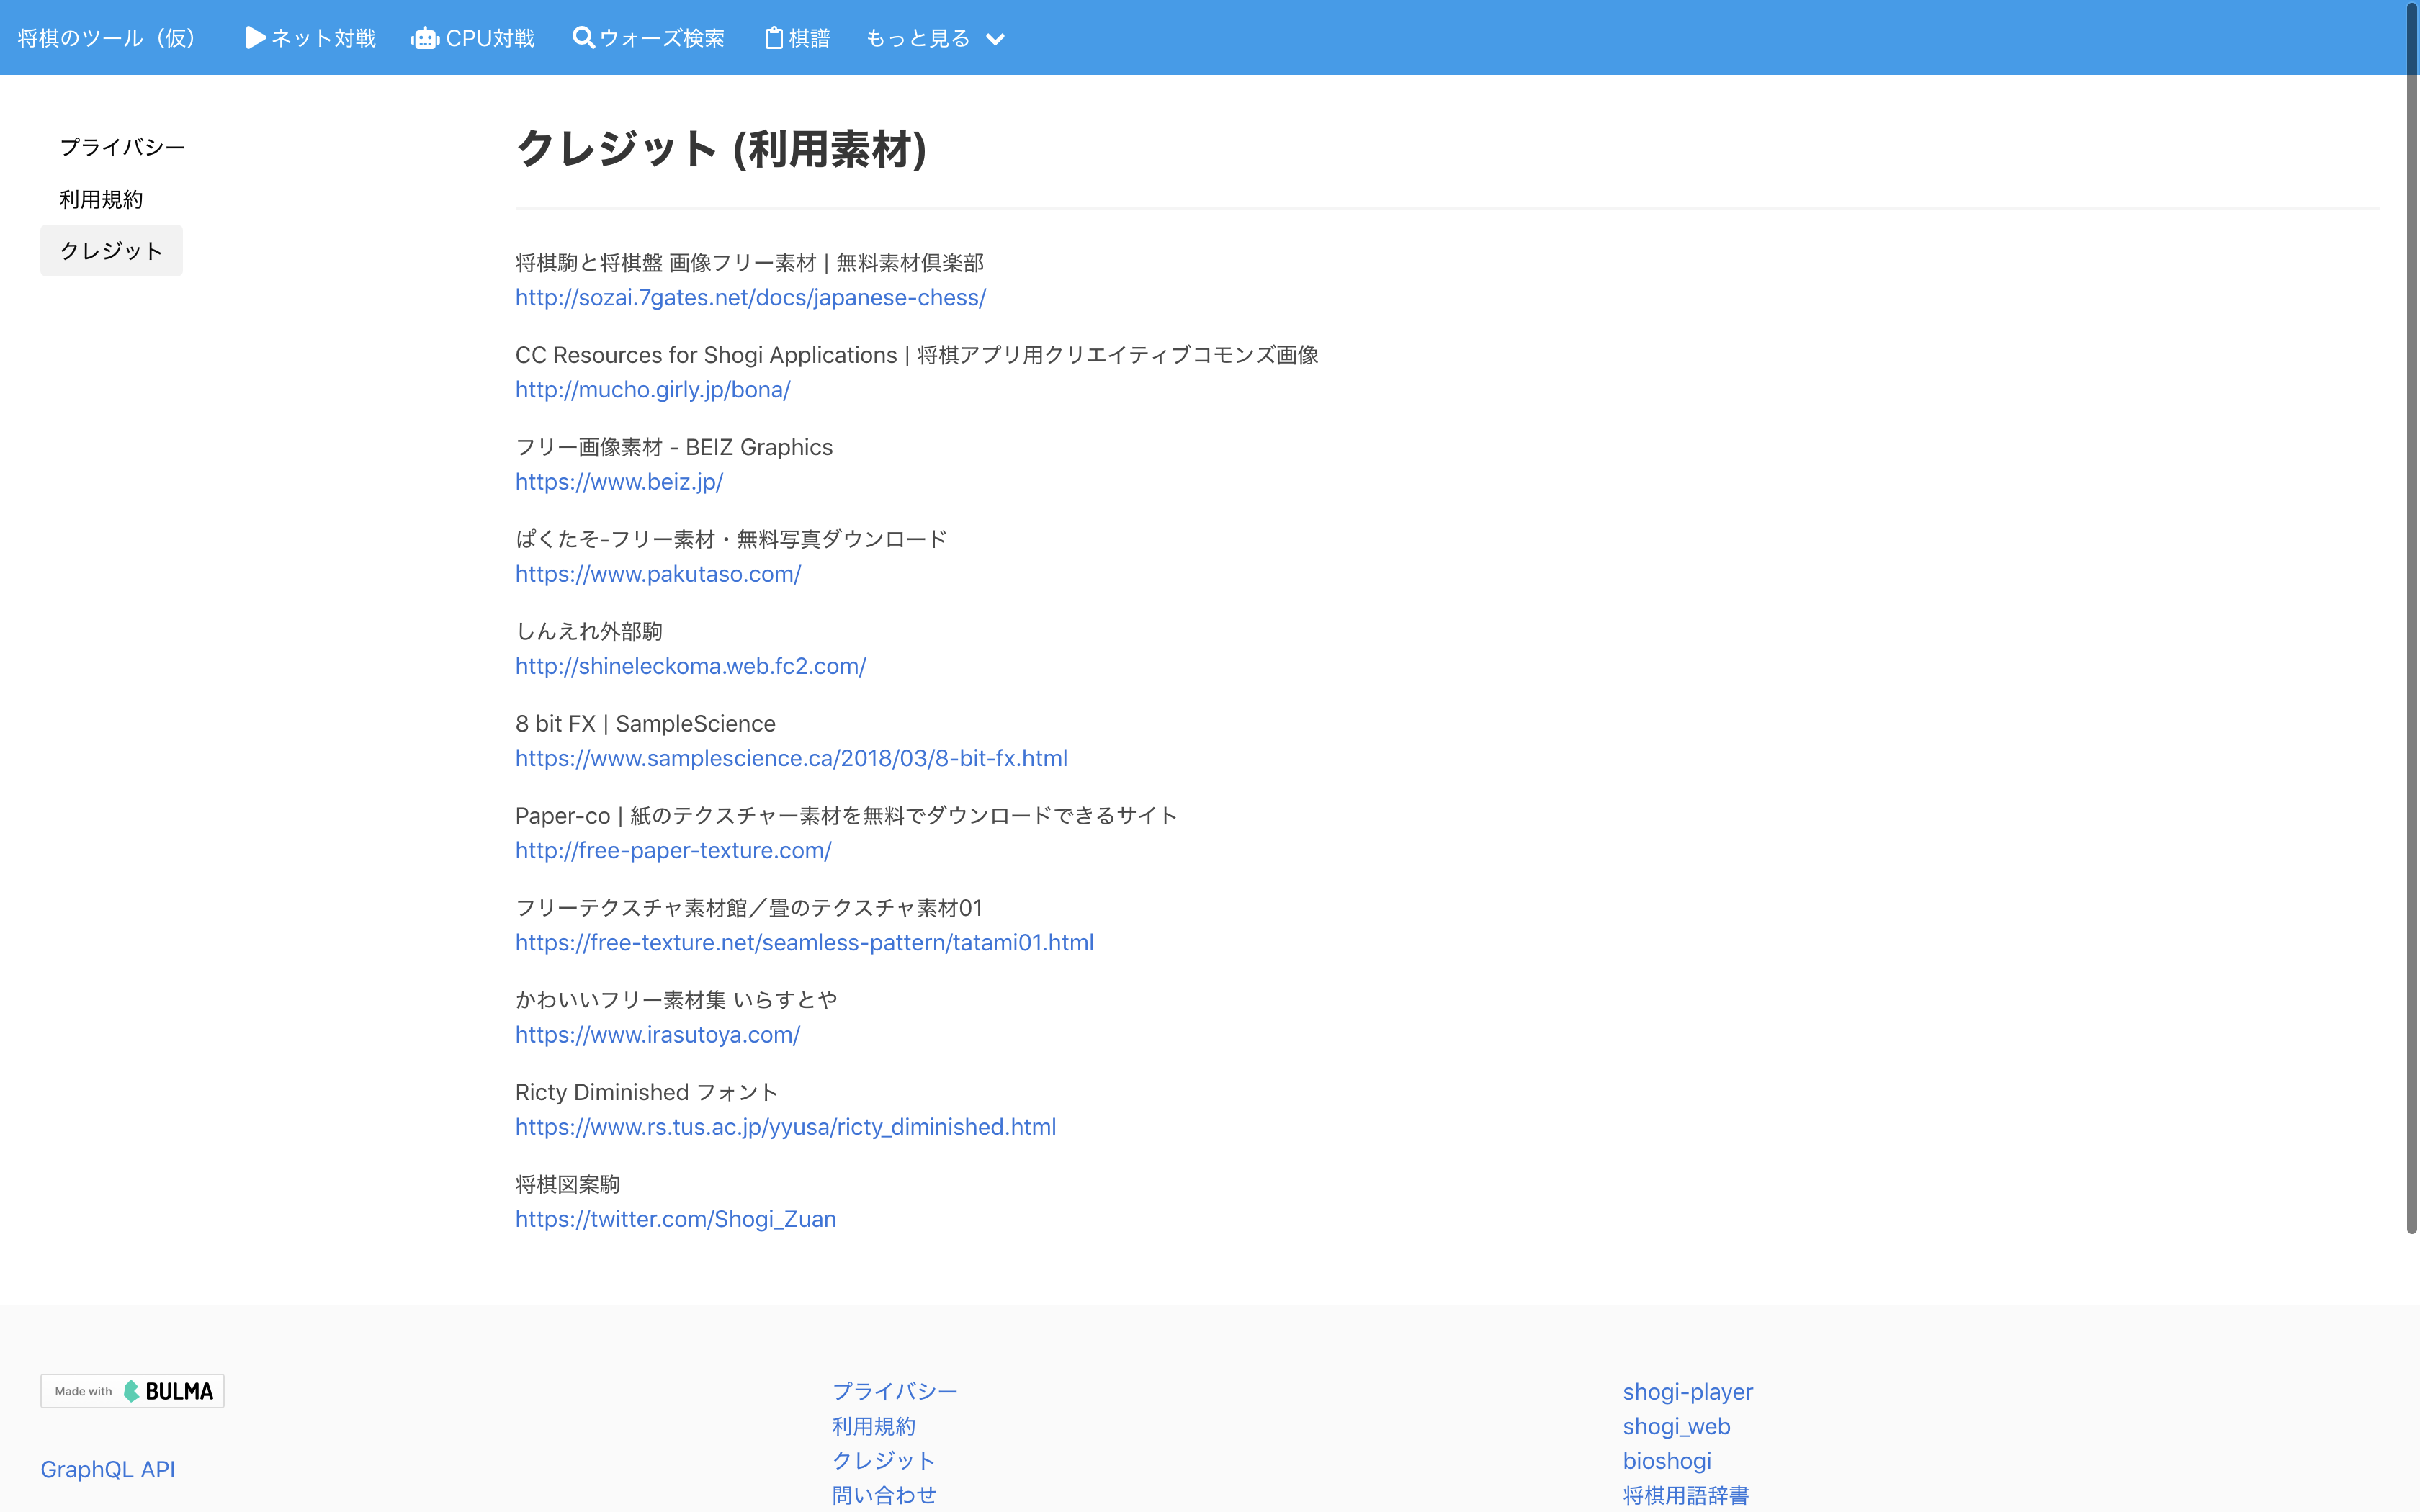 将棋のツール（仮） ネット対戦 CPU対戦 ウォーズ検索 棋譜 もっと見る
プライバシー
利用規約
クレジット
クレジット (利用素材)
将棋駒と将棋盤 画像フリー素材 | 無料素材倶楽部
http://sozai.7gates.net/docs/japanese-chess/
CC Resources for Shogi Applications | 将棋アプリ用クリエイティブコモンズ画像
http://mucho.girly.jp/bona/
フリー画像素材 - BEIZ Graphics
https://www.beiz.jp/
ぱくたそ-フリー素材・無料写真ダウンロード
https://www.pakutaso.com/
しんえれ外部駒
http://shineleckoma.web.fc2.com/
8 bit FX | SampleScience
https://www.samplescience.ca/2018/03/8-bit-fx.html
Paper-co | 紙のテクスチャー素材を無料でダウンロードできるサイト
http://free-paper-texture.com/
フリーテクスチャ素材館／畳のテクスチャ素材01
https://free-texture.net/seamless-pattern/tatami01.html
かわいいフリー素材集 いらすとや
https://www.irasutoya.com/
Ricty Diminished フォント
https://www.rs.tus.ac.jp/yyusa/ricty_diminished.html
将棋図案駒
https://twitter.com/Shogi_Zuan
Made with BULMA
GraphQL API
プライバシー
利用規約
クレジット
問い合わせ
shogi-player
shogi_web
bioshogi
将棋用語辞書